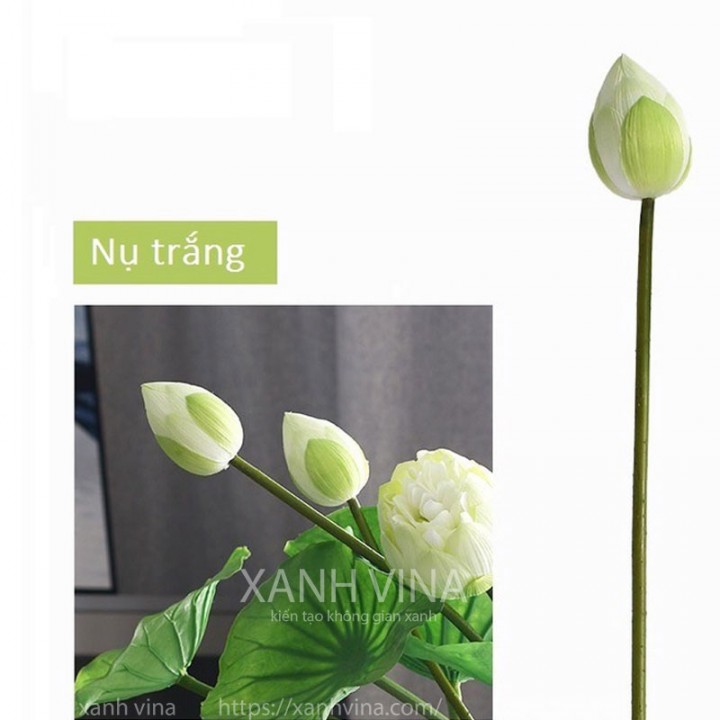 Nụ trắng
XANH VINA
kiến tạo không gian xanh
xanh vina
https://xanhvina.com/